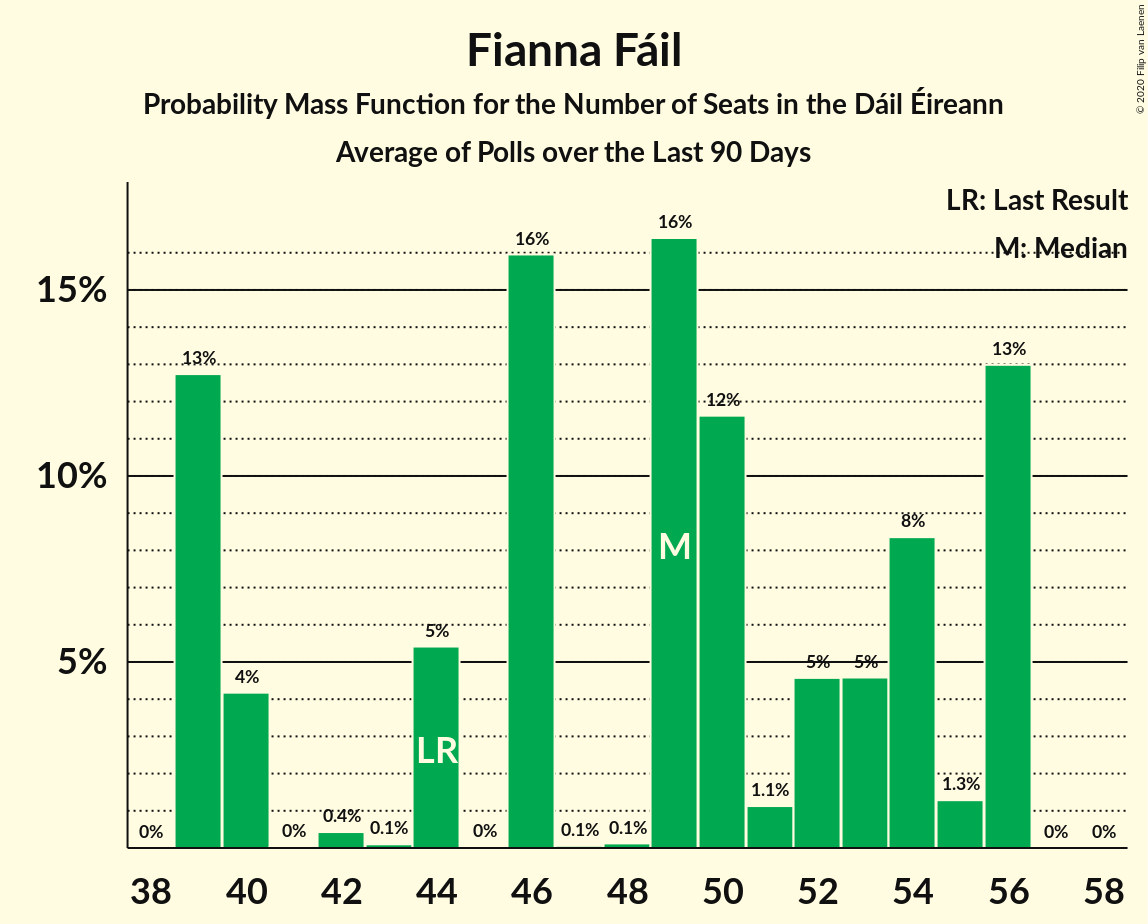 Fianna Fáil
Probability Mass Function for the Number of Seats in the Dáil Éireann
Average of Polls over the Last 90 Days
© 2020 Filip van Laenen
LR: Last Result
M: Median
15%
10%
5%
0%
13%
4%
0%
0.4%
0.1%
5%
0%
16%
0.1%
0.1%
16%
12%
1.1%
5%
5%
8%
1.3%
13%
0%
0%
LR
M
38 40 42 44 46 48 50 52 54 56 58